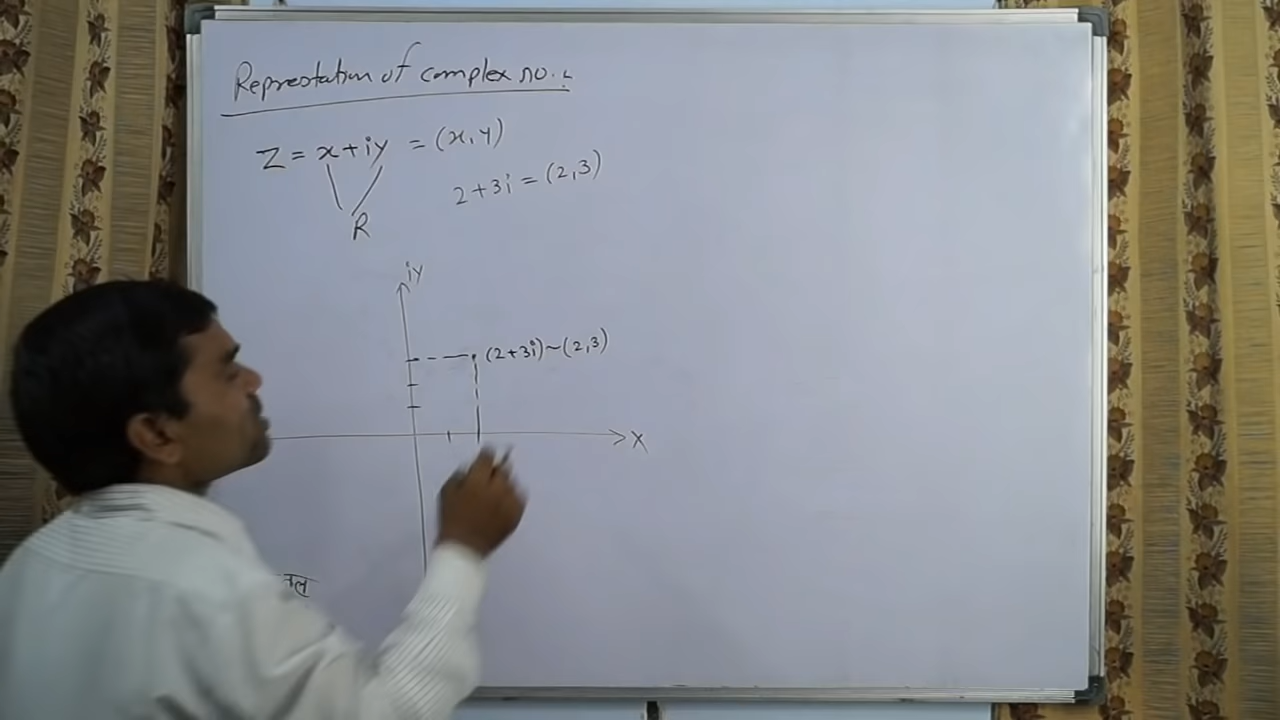 Represtation of complex no.
Z = x+iy = (x,y)
2+3i = (2,3)
R
iy
(2+3i)~(2,3)
X